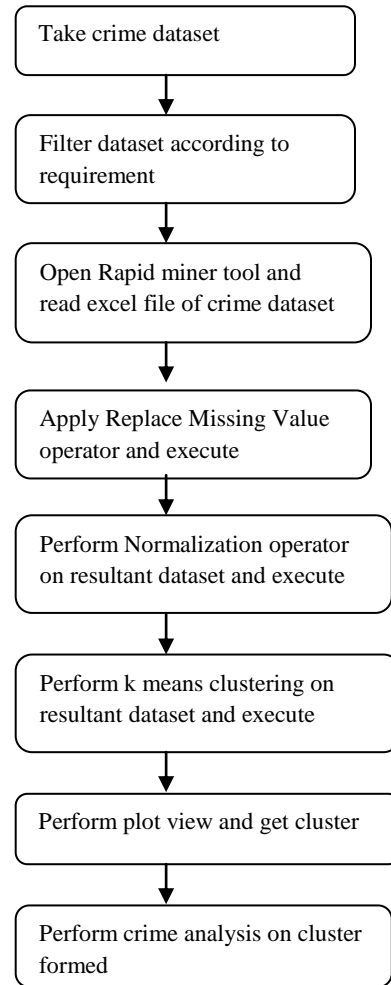 Take crime dataset
Filter dataset according to
requirement
Open Rapid miner tool and
read excel file of crime dataset
Apply Replace Missing Value
operator and execute
Perform Normalization operator
on resultant dataset and execute
Perform k means clustering on
resultant dataset and execute
Perform plot view and get cluster
Perform crime analysis on cluster
formed